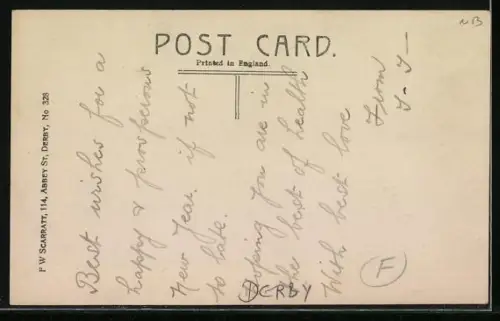 NB
POST CARD.
Printed in England.
F W SCARRATT, 114, ABBEY ST, DERBY, No 328
Best wishes for a
happy & prosperous
New Year. if not
to late.
Hoping you are in
the best of health
With best love
From
J - J -
DERBY
F